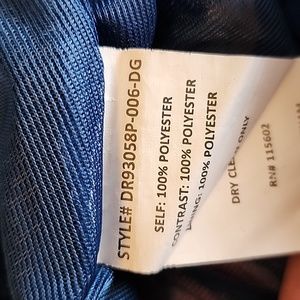 STYLE# DR93058P-006-DG
SELF: 100% POLYESTER
CONTRAST: 100% POLYESTER
LINING: 100% POLYESTER
DRY CLEAN ONLY
RN# 115602